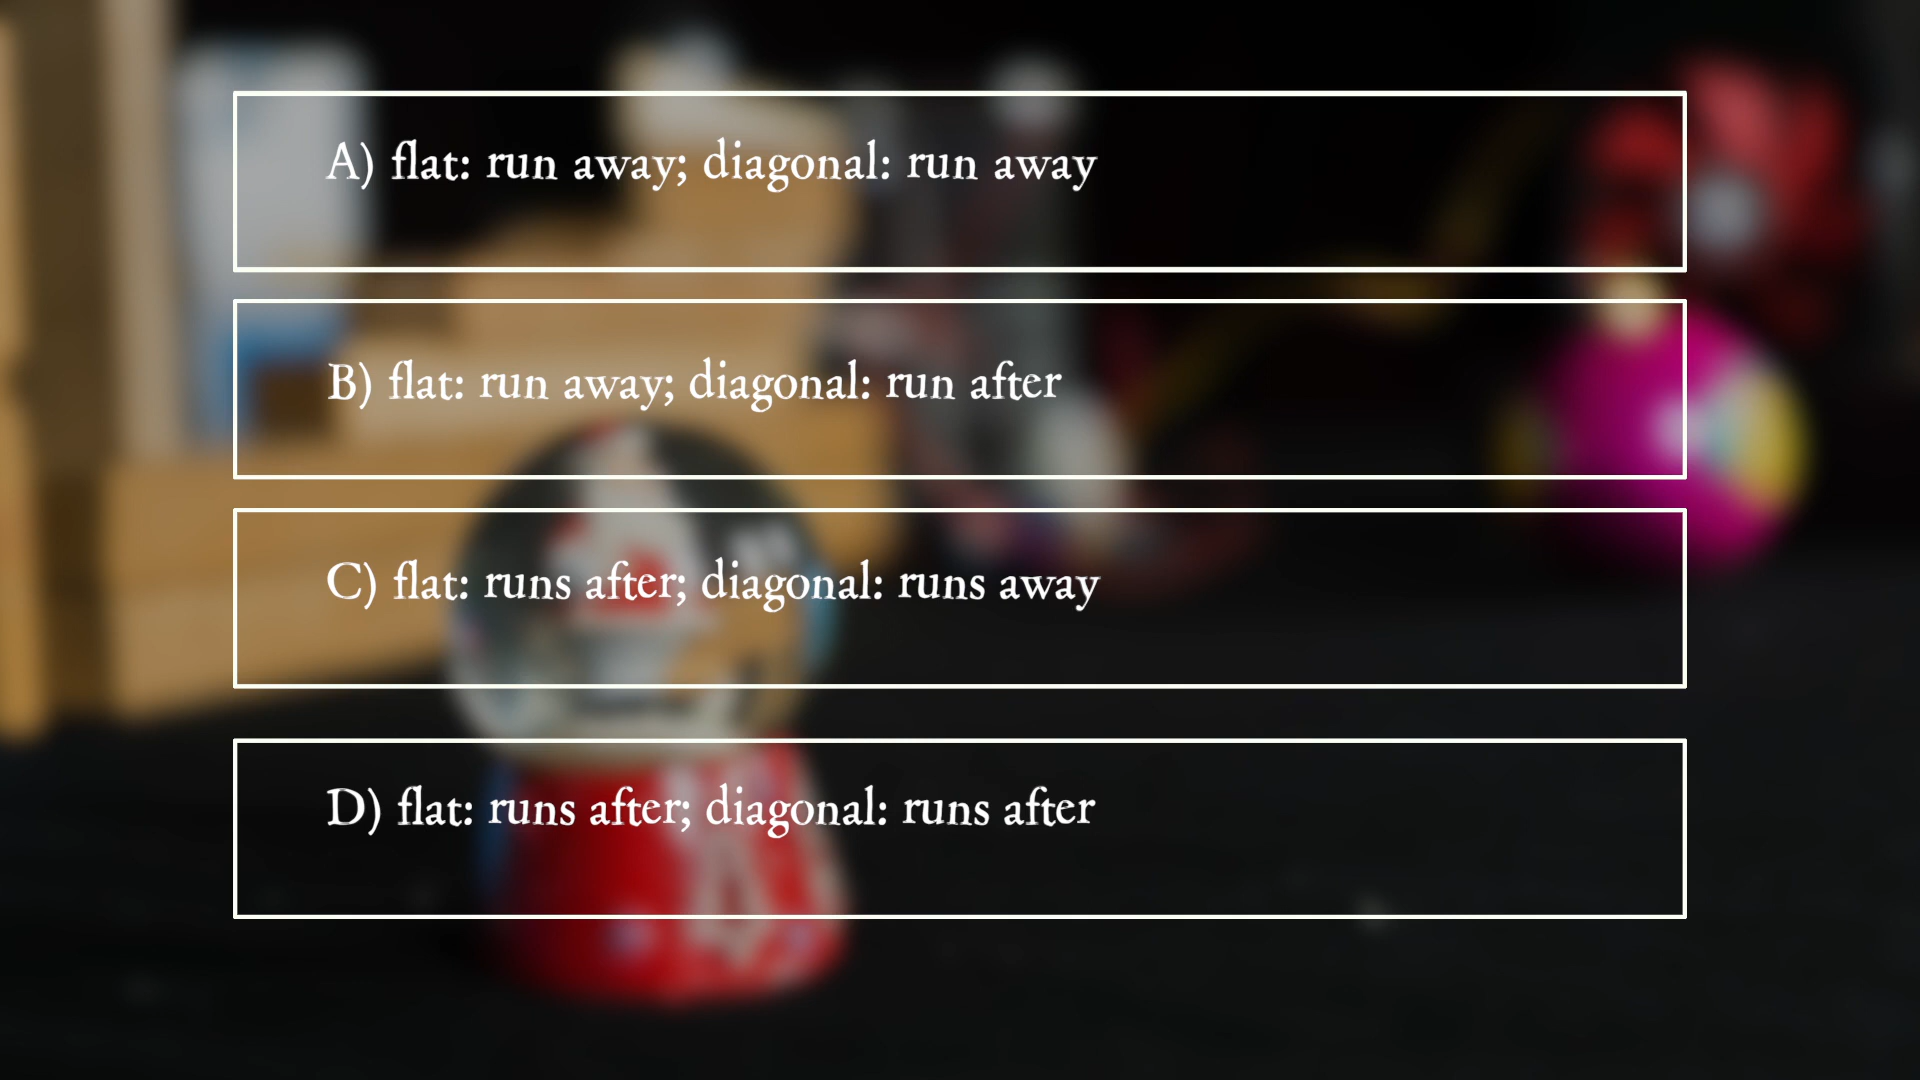 A) flat: run away; diagonal: run away
B) flat: run away; diagonal: run after
C) flat: runs after; diagonal: runs away
D) flat: runs after; diagonal: runs after